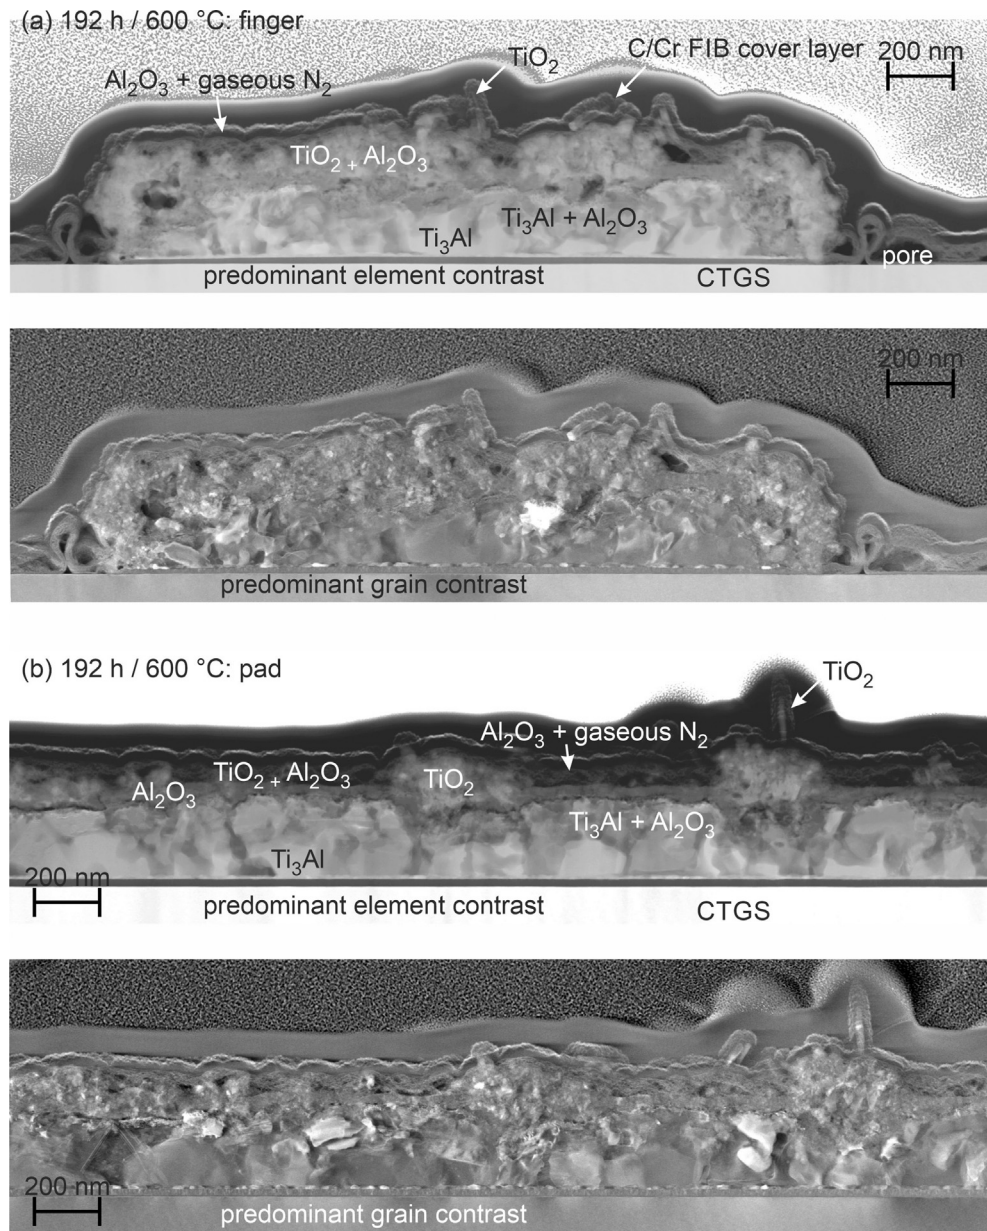 (a) 192 h / 600 °C: finger
TiO2
C/Cr FIB cover layer
200 nm
Al2O3 + gaseous N2
TiO2 + Al2O3
Ti3Al + Al2O3
Ti3Al
pore
predominant element contrast
CTGS
200 nm
predominant grain contrast
(b) 192 h / 600 °C: pad
TiO2
Al2O3 + gaseous N2
TiO2 + Al2O3
Al2O3
TiO2
Ti3Al + Al2O3
Ti3Al
200 nm
predominant element contrast
CTGS
200 nm
predominant grain contrast